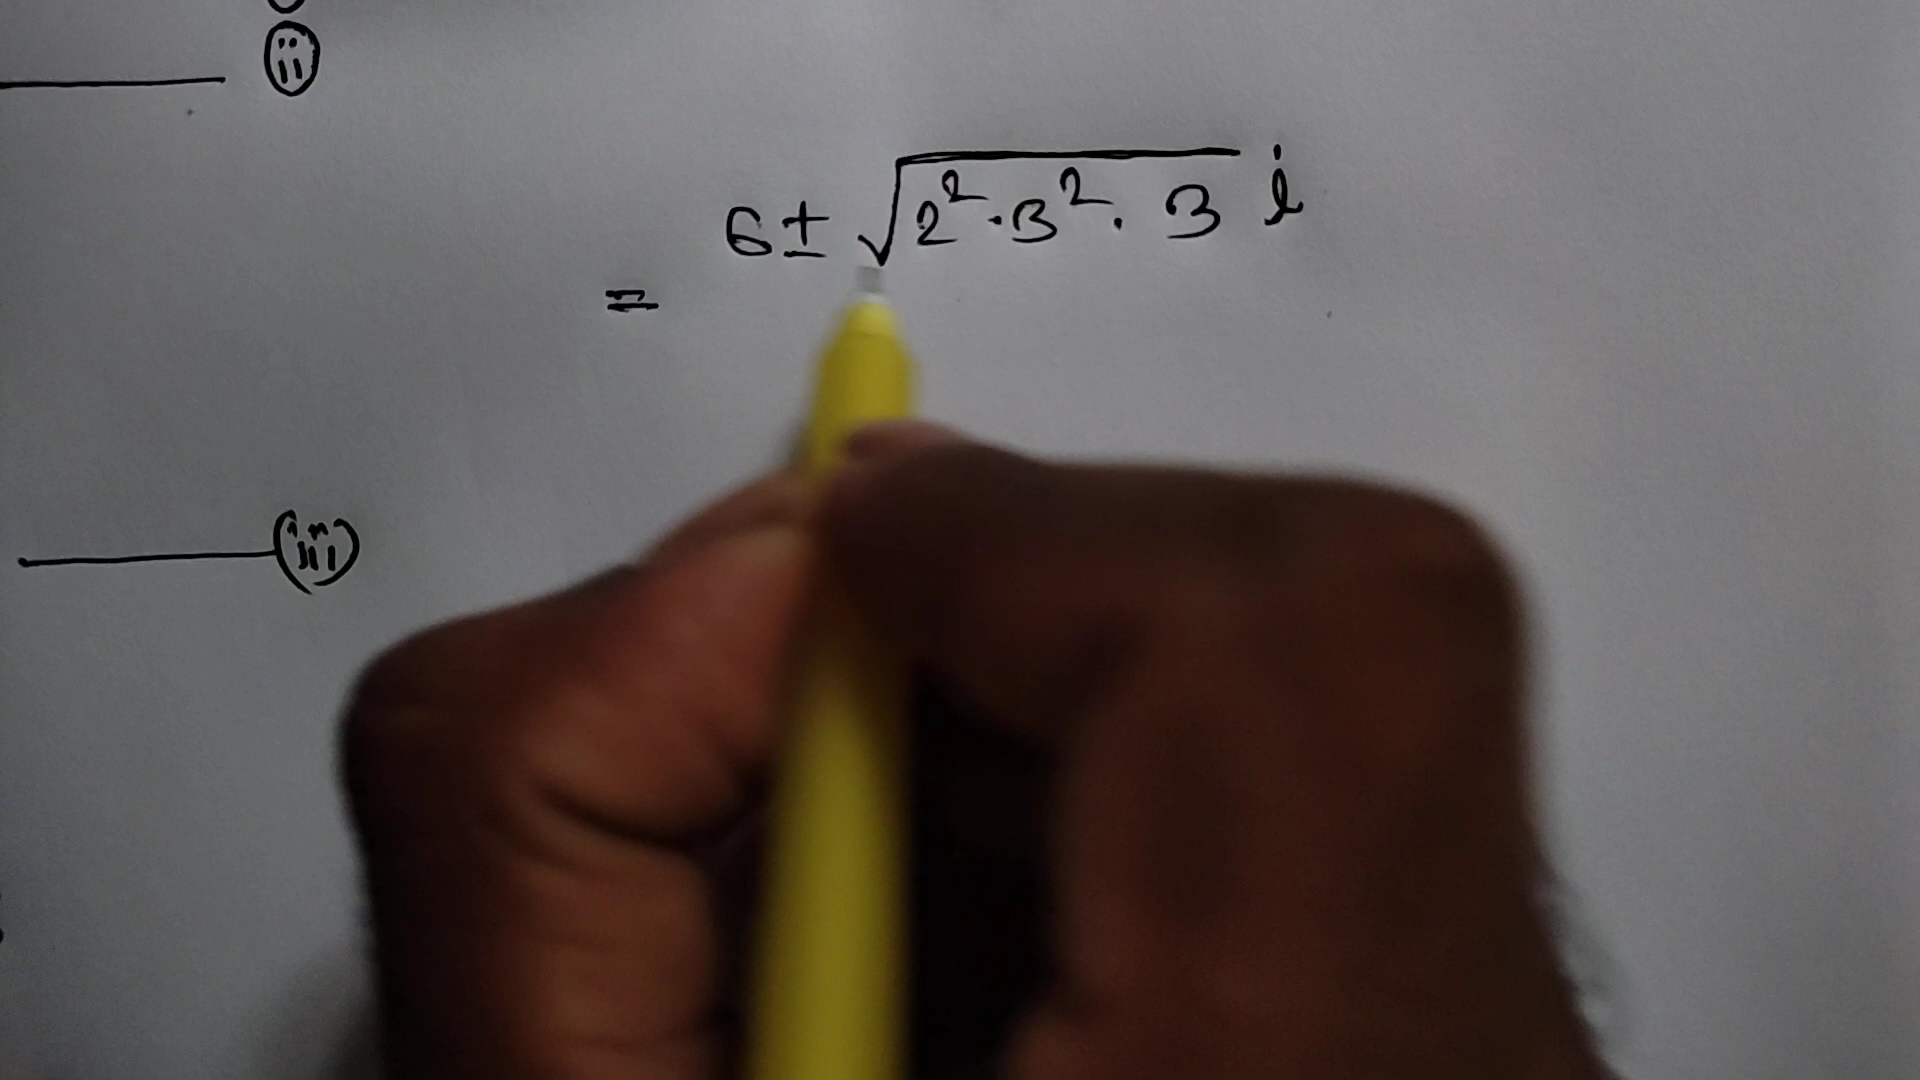 (ii)
6 ± √(2².3².3) i
=
(iii)